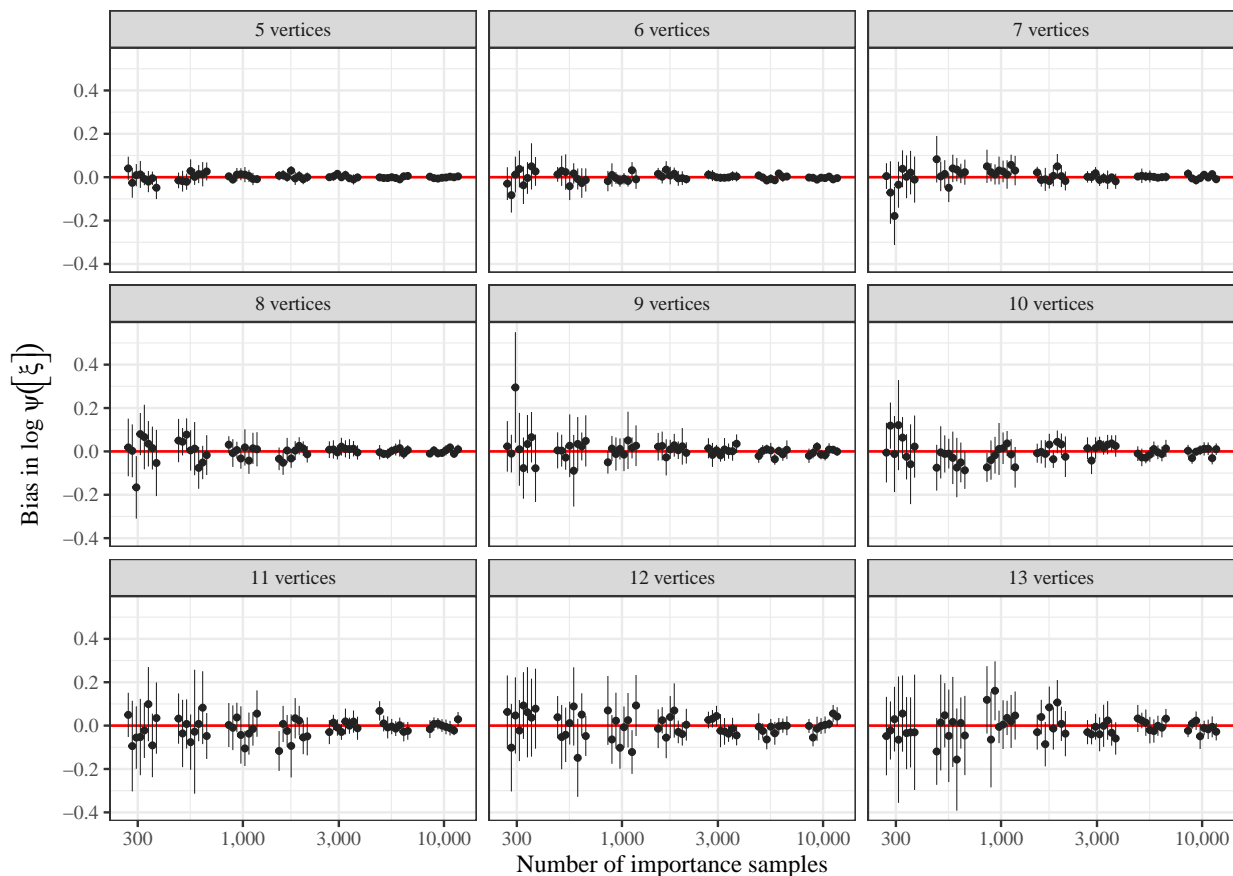 5 vertices
6 vertices
7 vertices
0.4
0.2
0.0
−0.2
−0.4
8 vertices
9 vertices
10 vertices
0.4
0.2
0.0
−0.2
−0.4
11 vertices
12 vertices
13 vertices
0.4
0.2
0.0
−0.2
−0.4
300 1,000 3,000 10,000
300 1,000 3,000 10,000
300 1,000 3,000 10,000
Number of importance samples
Bias in log ψ([ξ])